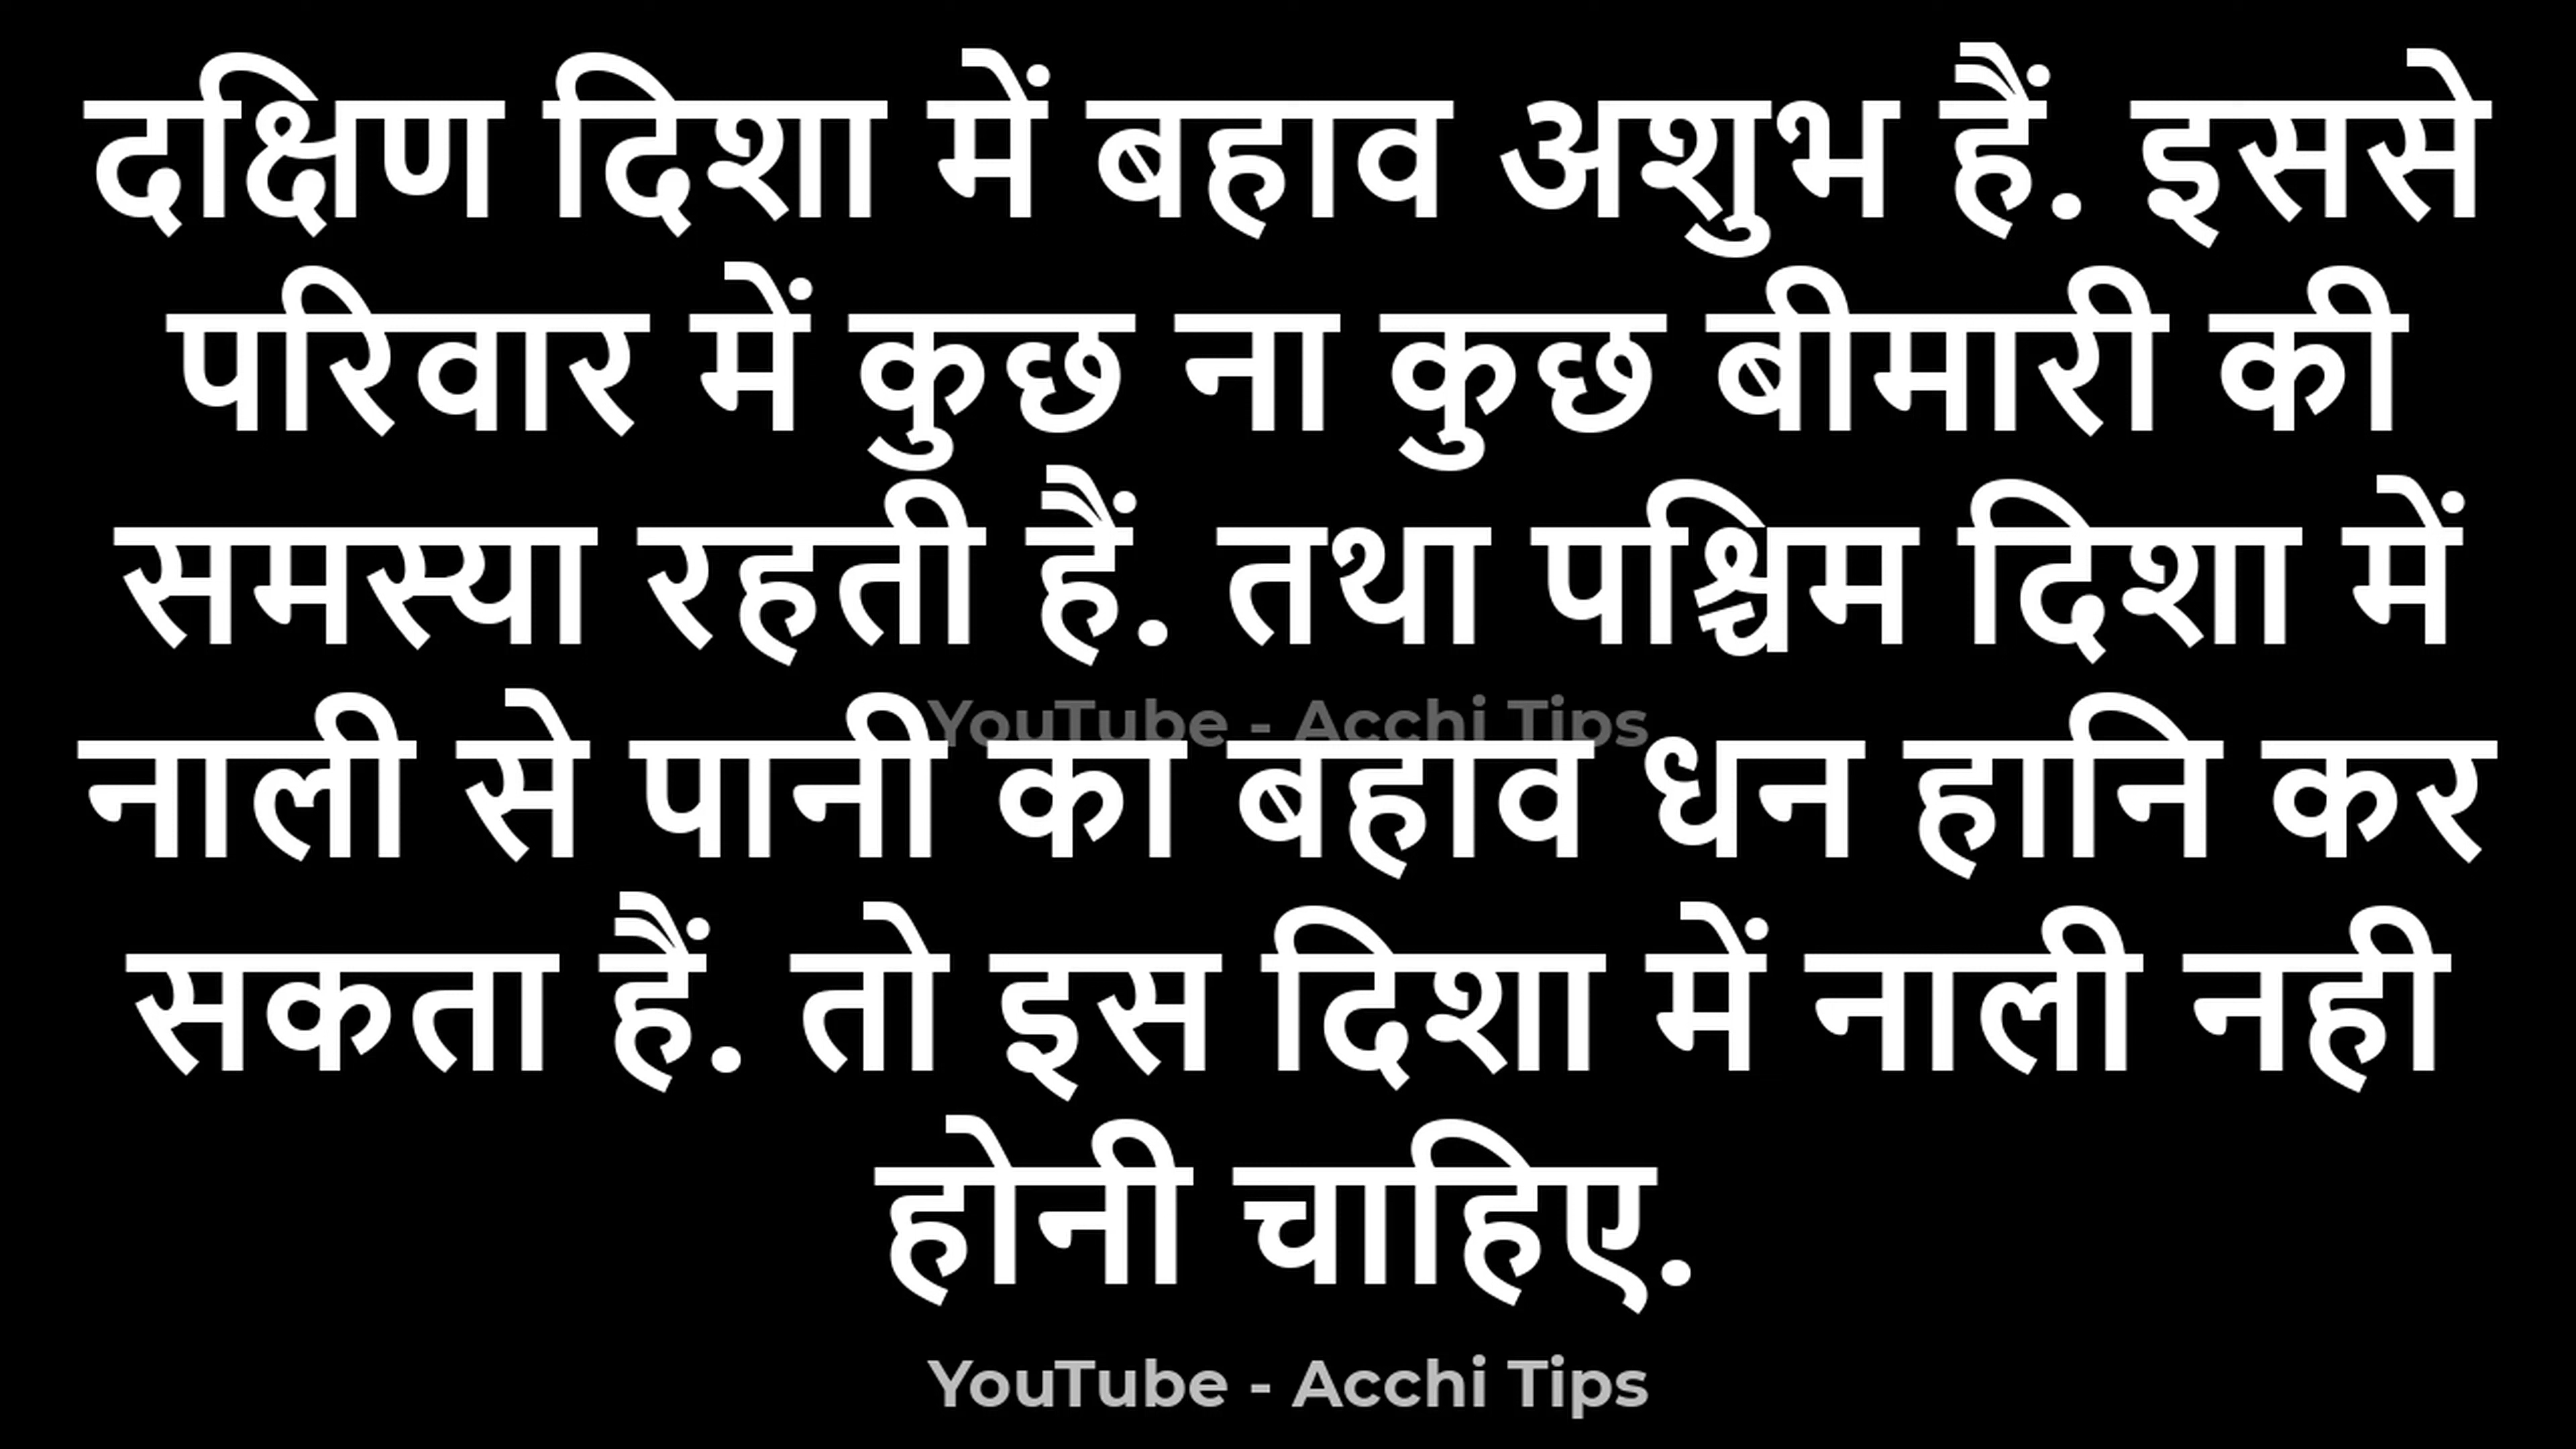 दक्षिण दिशा में बहाव अशुभ हैं. इससे
परिवार में कुछ ना कुछ बीमारी की
समस्या रहती हैं. तथा पश्चिम दिशा में
YouTube - Acchi Tips
नाली से पानी का बहाव धन हानि कर
सकता हैं. तो इस दिशा में नाली नही
होनी चाहिए.
YouTube - Acchi Tips